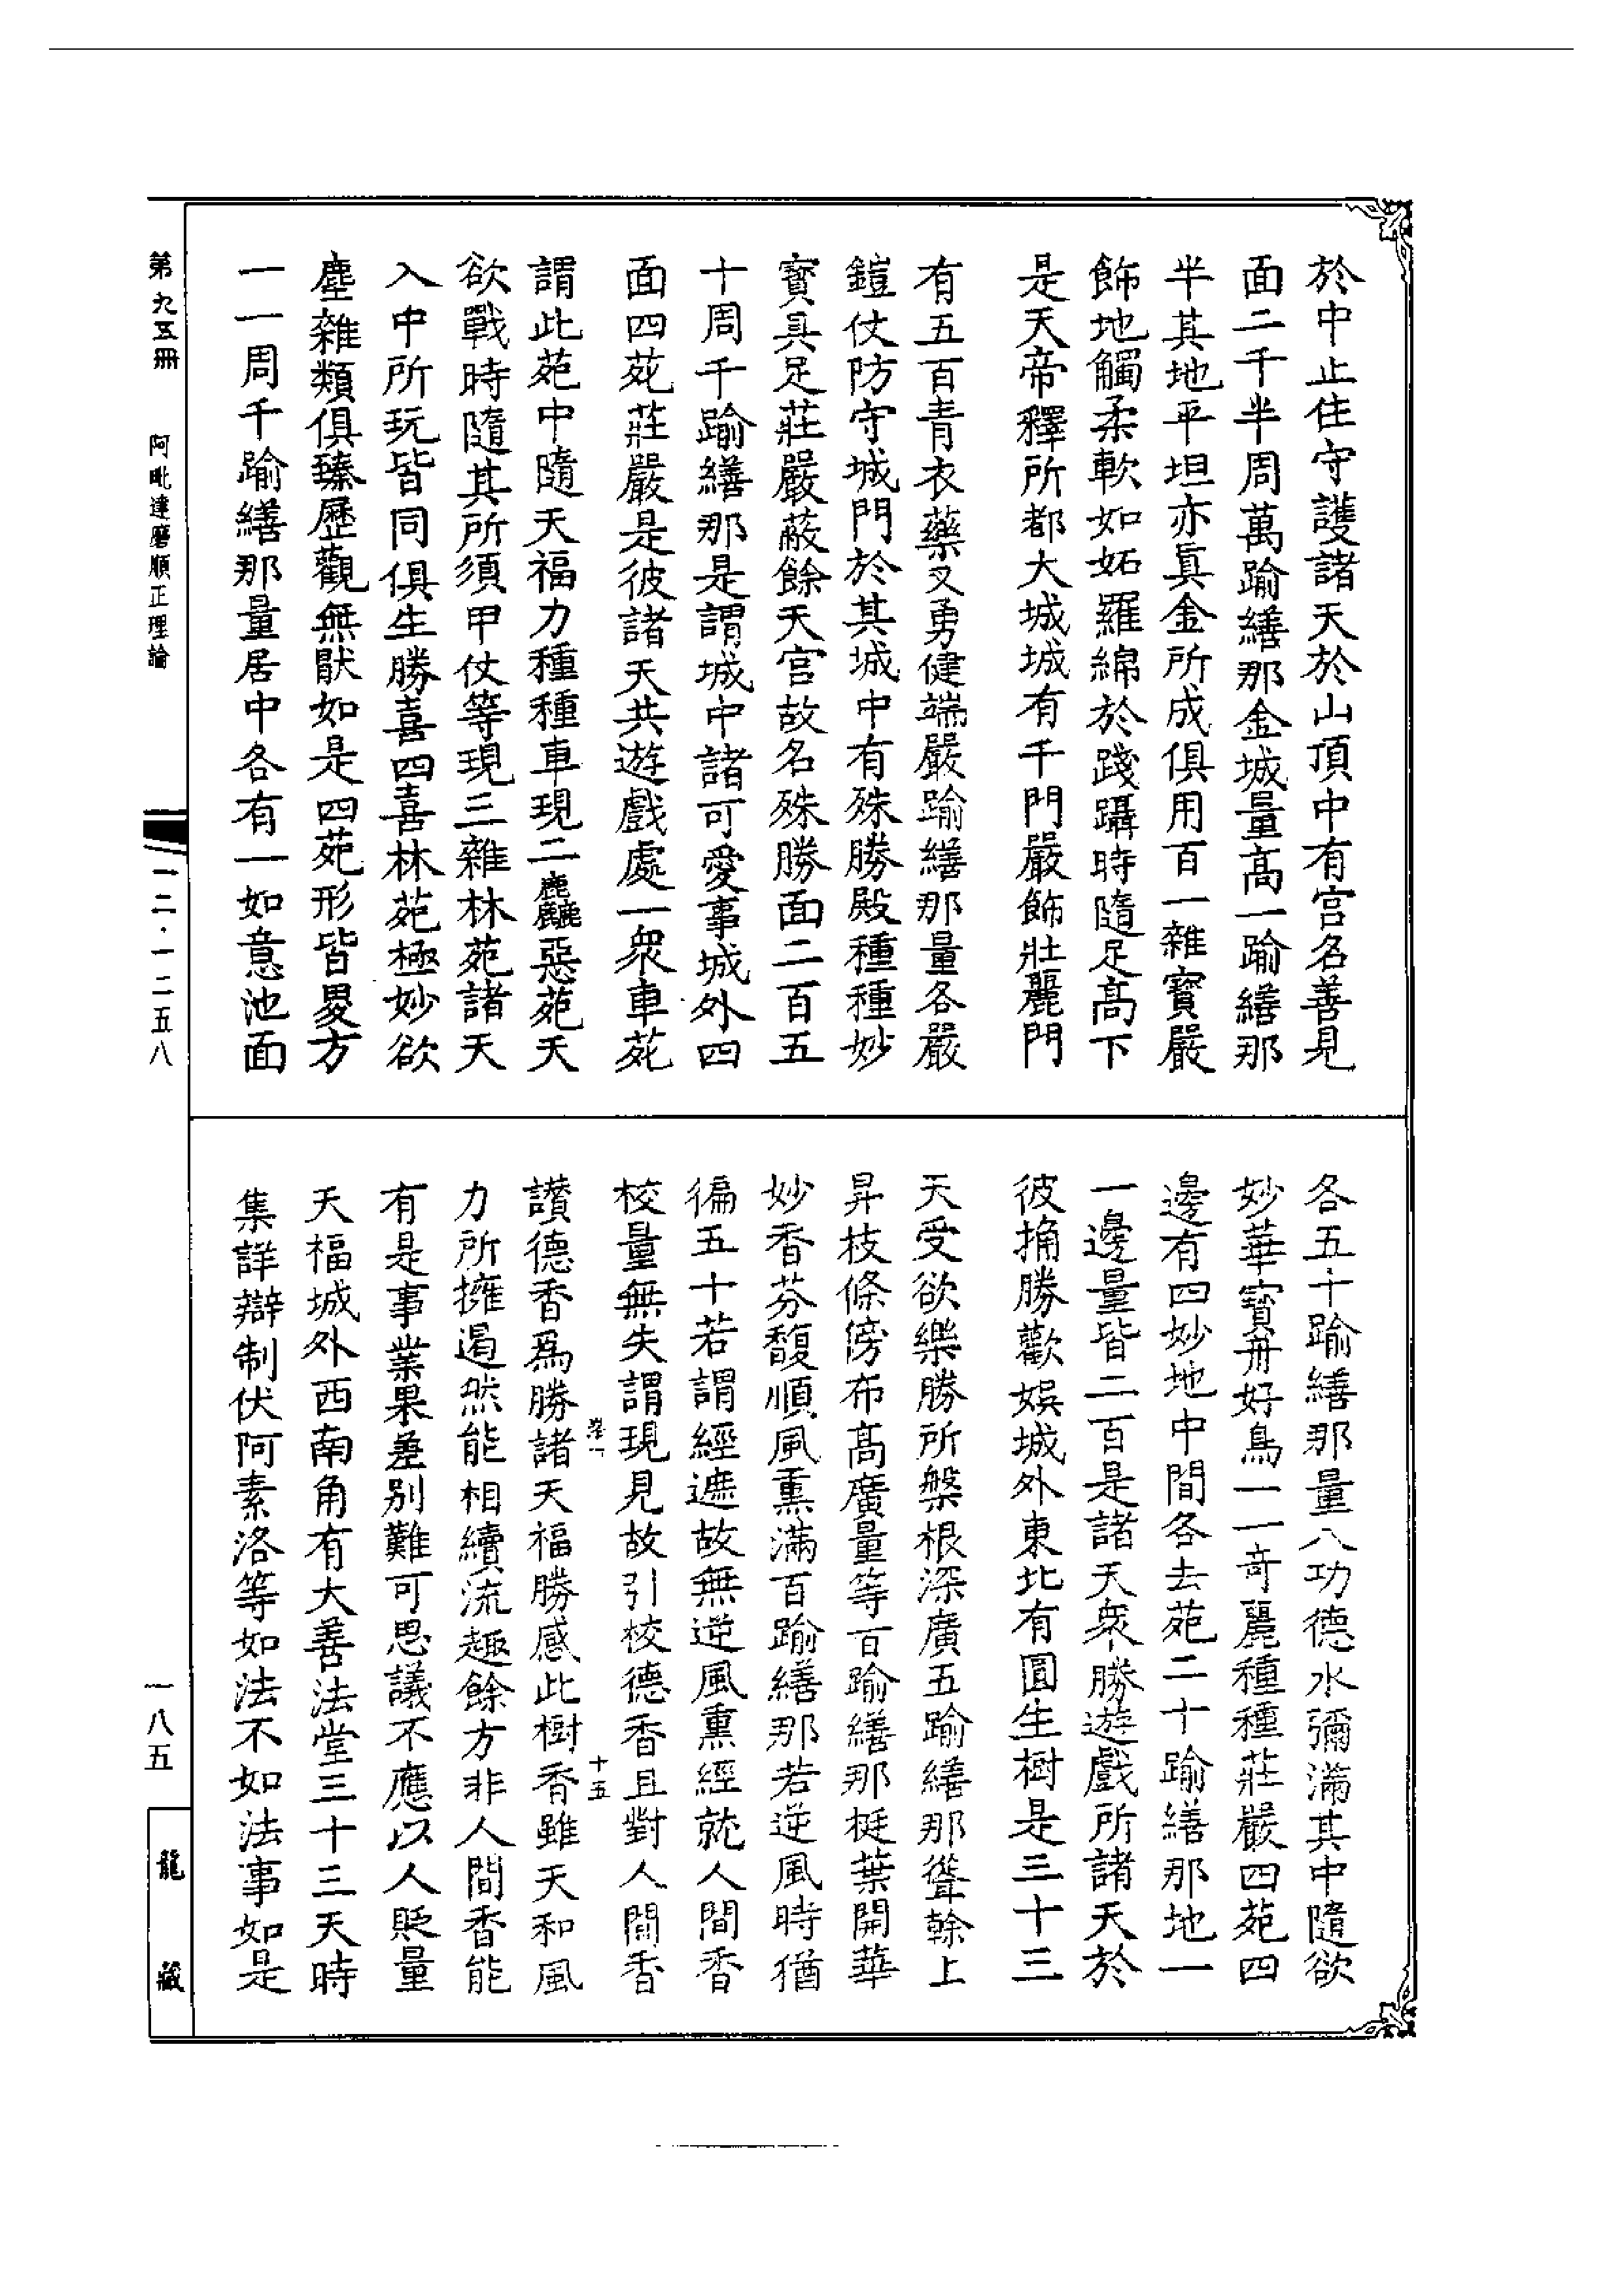 於中止住守護諸天於山頂中有宮名善見
面二千半周萬踰繕那金城量高一踰繕那
半其地平坦亦真金所成俱用百一雜寶嚴
飾地觸柔軟如妬羅綿於踐躡時隨足高下
是天帝釋所都大城城有千門嚴飾壯麗門
有五百青衣藥叉勇健端嚴踰繕那量各嚴
鎧仗防守城門於其城中有殊勝殿種種妙
寶具足莊嚴蔽餘天宮故名殊勝面二百五
十周千踰繕那是謂城中諸可愛事城外四
面四苑莊嚴是彼諸天共遊戲處一眾車苑
謂此苑中隨天福力種種車現二麤惡苑天
欲戰時隨其所須甲仗等現三雜林苑諸天
入中所玩皆同俱生勝喜四喜林苑極妙欲
塵雜類俱臻歷觀無猒如是四苑形皆畟方
一一周千踰繕那量居中各有一如意池面
各五十踰繕那量八功德水彌滿其中隨欲
妙華寶舟好鳥一一奇麗種種莊嚴四苑四
邊有四妙地中間各去苑二十踰繕那地一
一邊量皆二百是諸天衆勝遊戲所諸天於
彼捔勝歡娛城外東北有圓生樹是三十三
天受欲樂勝所槃根深廣五踰繕那聳幹上
昇枝條傍布高廣量等百踰繕那挺葉開華
妙香芬馥順風熏滿百踰繕那若逆風時猶
徧五十若謂經遮故無逆風熏經就人間香
校量無失謂現見故引校德香且對人間香
讚德香爲勝諸天福勝感此樹香雖天和風
力所擁遏然能相續流趣餘方非人間香能
有是事業果差別難可思議不應以人貶量
天福城外西南角有大善法堂三十三天時
集詳辯制伏阿素洛等如法不如法事如是
十五
第九五冊
阿毗達磨順正理論
一二·一二五八
一八五
龍藏